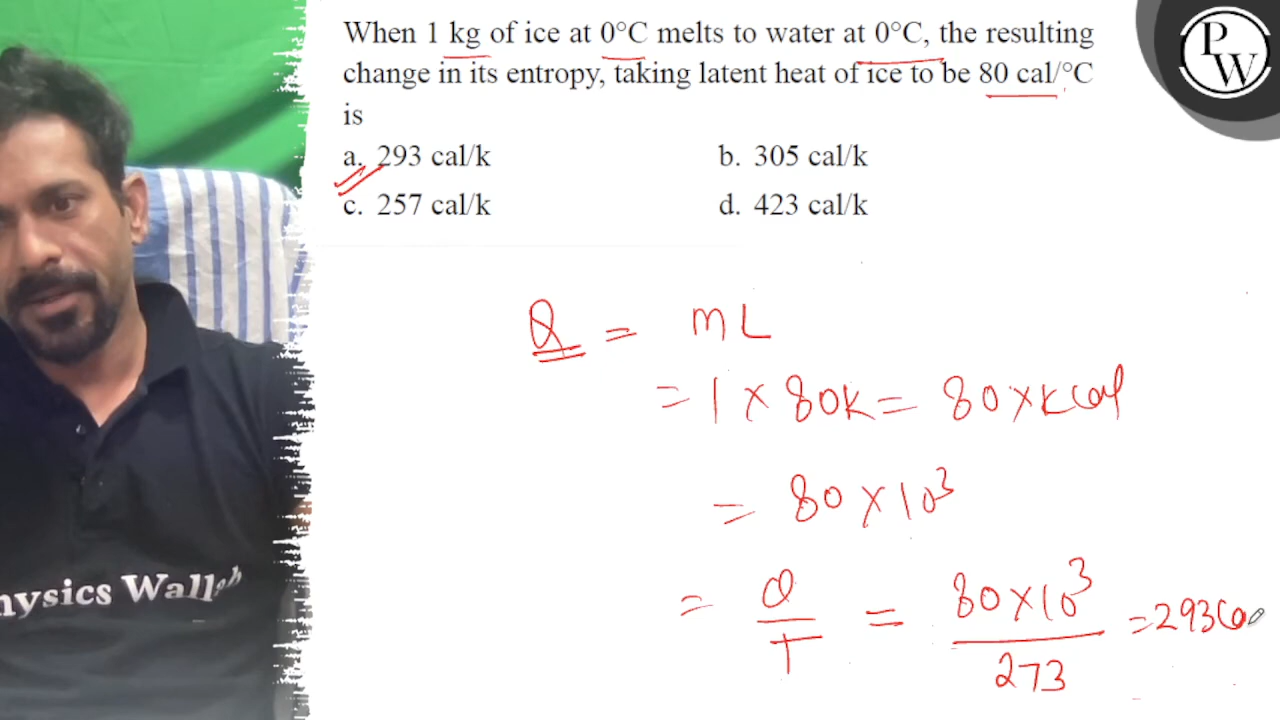 When 1 kg of ice at 0°C melts to water at 0°C, the resulting
change in its entropy, taking latent heat of ice to be 80 cal/°C
is
a. 293 cal/k b. 305 cal/k
c. 257 cal/k d. 423 cal/k
PW
Q = mL
= 1 × 80K = 80 × kcal
= 80 × 10³
= Q/T = 80×10³/273 = 293
hysics Wallah